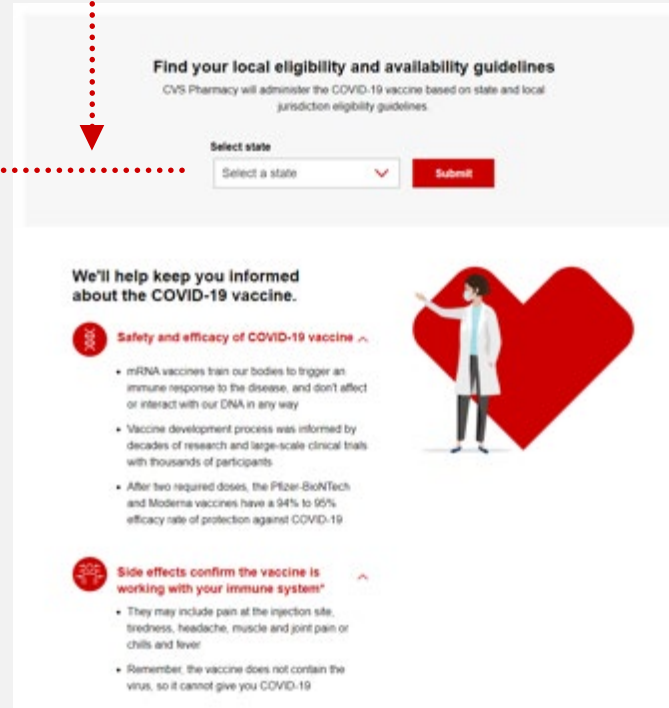 Find your local eligibility and availability guidelines
CVS Pharmacy will administer the COVID-19 vaccine based on state and local
jurisdiction eligibility guidelines.
Select state
Select a state
Submit
We'll help keep you informed
about the COVID-19 vaccine.
Safety and efficacy of COVID-19 vaccine
• mRNA vaccines train our bodies to trigger an
immune response to the disease, and don't affect
or interact with our DNA in any way
• Vaccine development process was informed by
decades of research and large-scale clinical trials
with thousands of participants
• After two required doses, the Pfizer-BioNTech
and Moderna vaccines have a 94% to 95%
efficacy rate of protection against COVID-19
Side effects confirm the vaccine is
working with your immune system*
• They may include pain at the injection site,
tiredness, headache, muscle and joint pain or
chills and fever
• Remember, the vaccine does not contain the
virus, so it cannot give you COVID-19